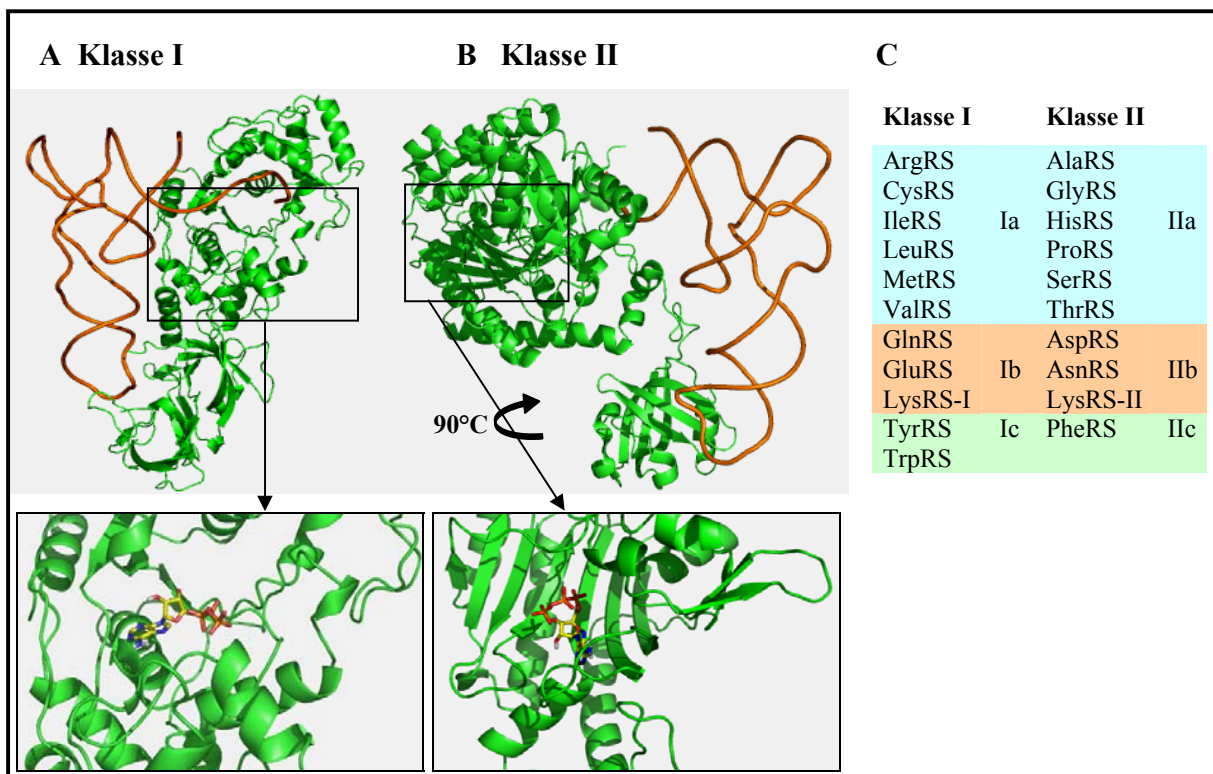 A Klasse I
B Klasse II
C
90°C
Klasse I Klasse II
ArgRS AlaRS
CysRS GlyRS
IleRS Ia HisRS IIa
LeuRS ProRS
MetRS SerRS
ValRS ThrRS
GlnRS AspRS
GluRS Ib AsnRS IIb
LysRS-I LysRS-II
TyrRS Ic PheRS IIc
TrpRS